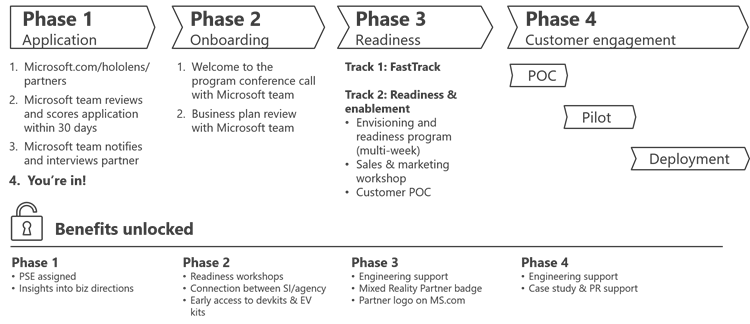 Phase 1
Application
1. Microsoft.com/hololens/
partners
2. Microsoft team reviews
and scores application
within 30 days
3. Microsoft team notifies
and interviews partner
4. You're in!
Phase 2
Onboarding
1. Welcome to the
program conference call
with Microsoft team
2. Business plan review
with Microsoft team
Phase 3
Readiness
Track 1: FastTrack
Track 2: Readiness &
enablement
• Envisioning and
readiness program
(multi-week)
• Sales & marketing
workshop
• Customer POC
Phase 4
Customer engagement
POC
Pilot
Deployment
Benefits unlocked
Phase 1
• PSE assigned
• Insights into biz directions
Phase 2
• Readiness workshops
• Connection between SI/agency
• Early access to devkits & EV
kits
Phase 3
• Engineering support
• Mixed Reality Partner badge
• Partner logo on MS.com
Phase 4
• Engineering support
• Case study & PR support